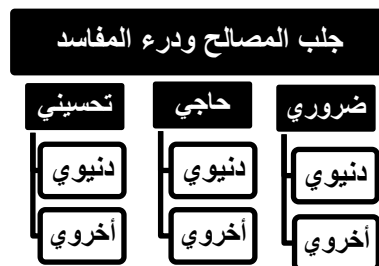 جلب المصالح ودرء المفاسد
ضروري
حاجي
تحسيني
دنيوي
دنيوي
دنيوي
أخروي
أخروي
أخروي